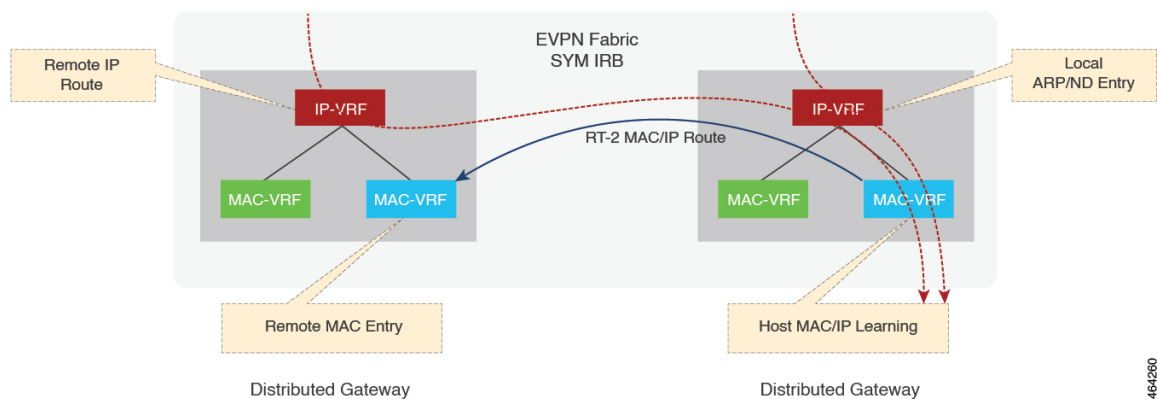 EVPN Fabric
SYM IRB
Remote IP
Route
Local
ARP/ND Entry
IP-VRF
IP-VRF
RT-2 MAC/IP Route
MAC-VRF
MAC-VRF
MAC-VRF
MAC-VRF
Remote MAC Entry
Host MAC/IP Learning
Distributed Gateway
Distributed Gateway
464260